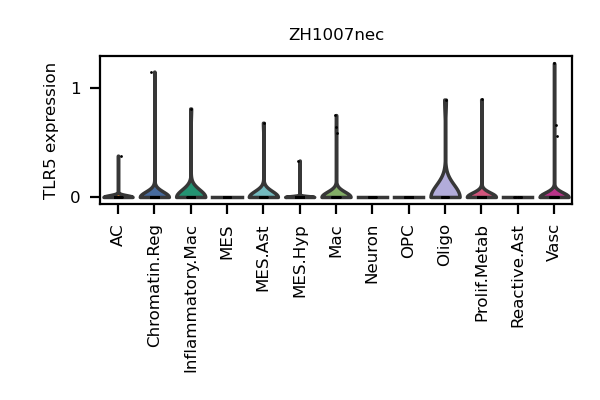 ZH1007nec
TLR5 expression
1
0
AC
Chromatin.Reg
Inflammatory.Mac
MES
MES.Ast
MES.Hyp
Mac
Neuron
OPC
Oligo
Prolif.Metab
Reactive.Ast
Vasc